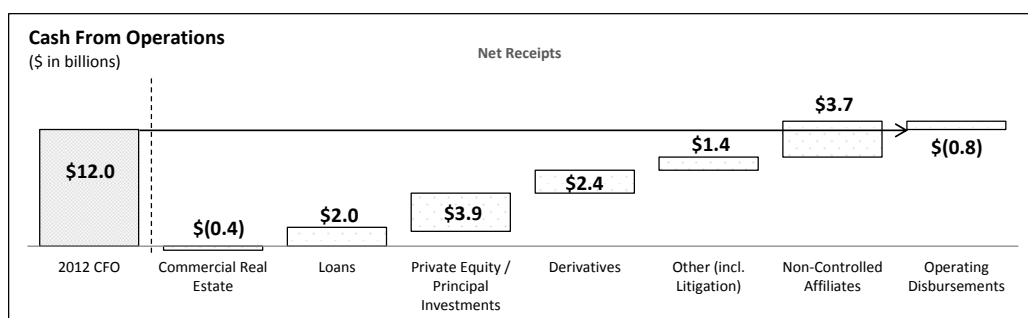 Cash From Operations
($ in billions)
Net Receipts
$12.0
$(0.4)
$2.0
$3.9
$2.4
$1.4
$3.7
$(0.8)
2012 CFO
Commercial Real
Estate
Loans
Private Equity /
Principal
Investments
Derivatives
Other (incl.
Litigation)
Non-Controlled
Affiliates
Operating
Disbursements